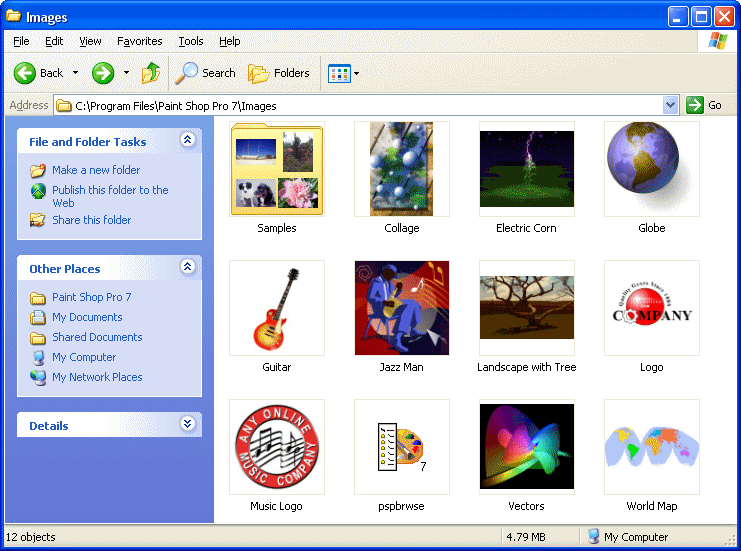 Images
File Edit View Favorites Tools Help
Back Search Folders
Address C:\Program Files\Paint Shop Pro 7\Images Go
File and Folder Tasks
Make a new folder
Publish this folder to the
Web
Share this folder
Other Places
Paint Shop Pro 7
My Documents
Shared Documents
My Computer
My Network Places
Details
Samples Collage Electric Corn Globe
Quality Gears Since 1886
COMPANY
Guitar Jazz Man Landscape with Tree Logo
ANY ONLINE
MUSIC COMPANY
7
Music Logo pspbrwse Vectors World Map
12 objects 4.79 MB My Computer